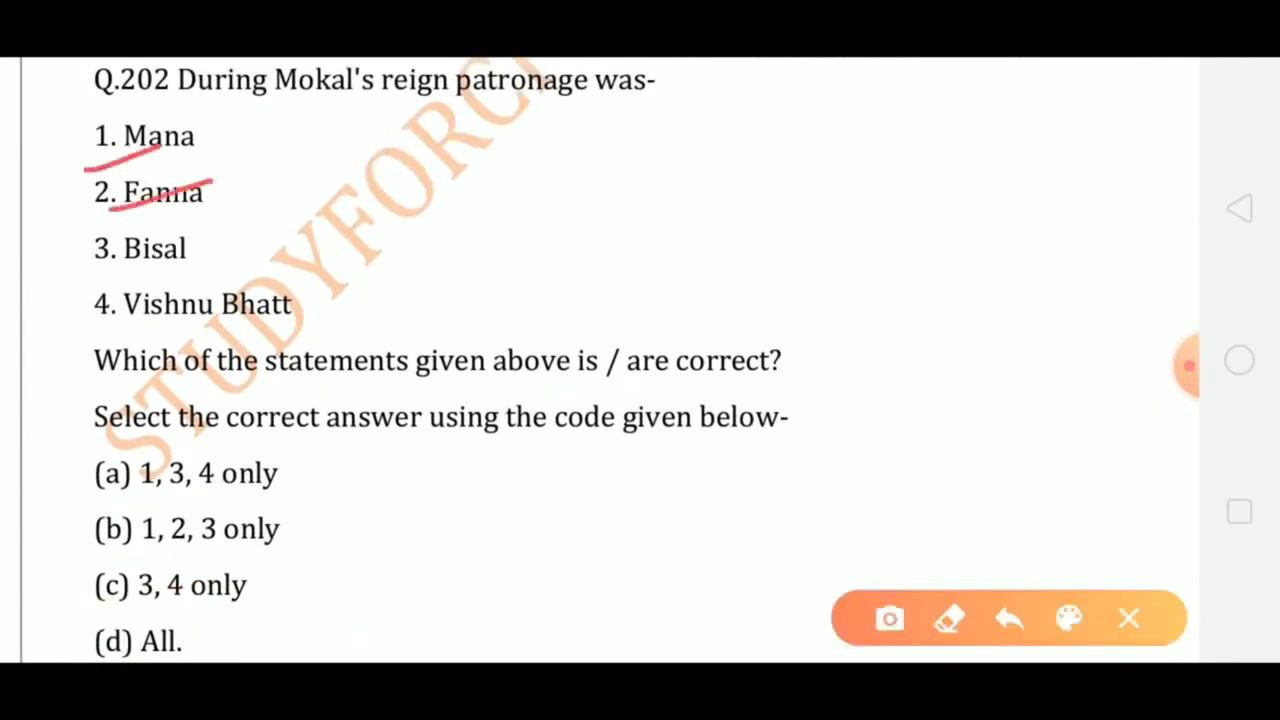 Q.202 During Mokal's reign patronage was-
1. Mana
2. Fanna
3. Bisal
4. Vishnu Bhatt
Which of the statements given above is / are correct?
Select the correct answer using the code given below-
(a) 1, 3, 4 only
(b) 1, 2, 3 only
(c) 3, 4 only
(d) All.
STUDYFORC